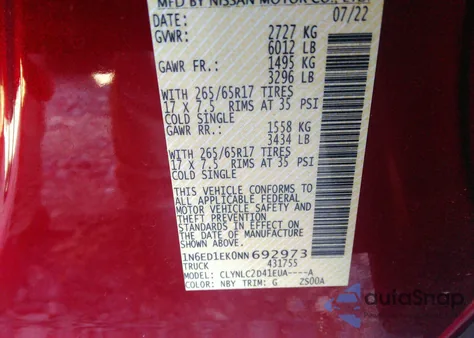 MFD BY NISSAN MOTOR CO., LTD.
DATE: 07/22
GVWR: 2727 KG
6012 LB
GAWR FR.: 1495 KG
3296 LB
WITH 265/65R17 TIRES
17 X 7.5 RIMS AT 35 PSI
COLD SINGLE
GAWR RR.: 1558 KG
3434 LB
WITH 265/65R17 TIRES
17 X 7.5 RIMS AT 35 PSI
COLD SINGLE
THIS VEHICLE CONFORMS TO
ALL APPLICABLE FEDERAL
MOTOR VEHICLE SAFETY AND
THEFT PREVENTION
STANDARDS IN EFFECT ON
THE DATE OF MANUFACTURE
SHOWN ABOVE.
1N6ED1EK0NN692973
TRUCK 431755
MODEL: CLYNLC2D41EUA----A
COLOR: NBY TRIM: G 2S00A